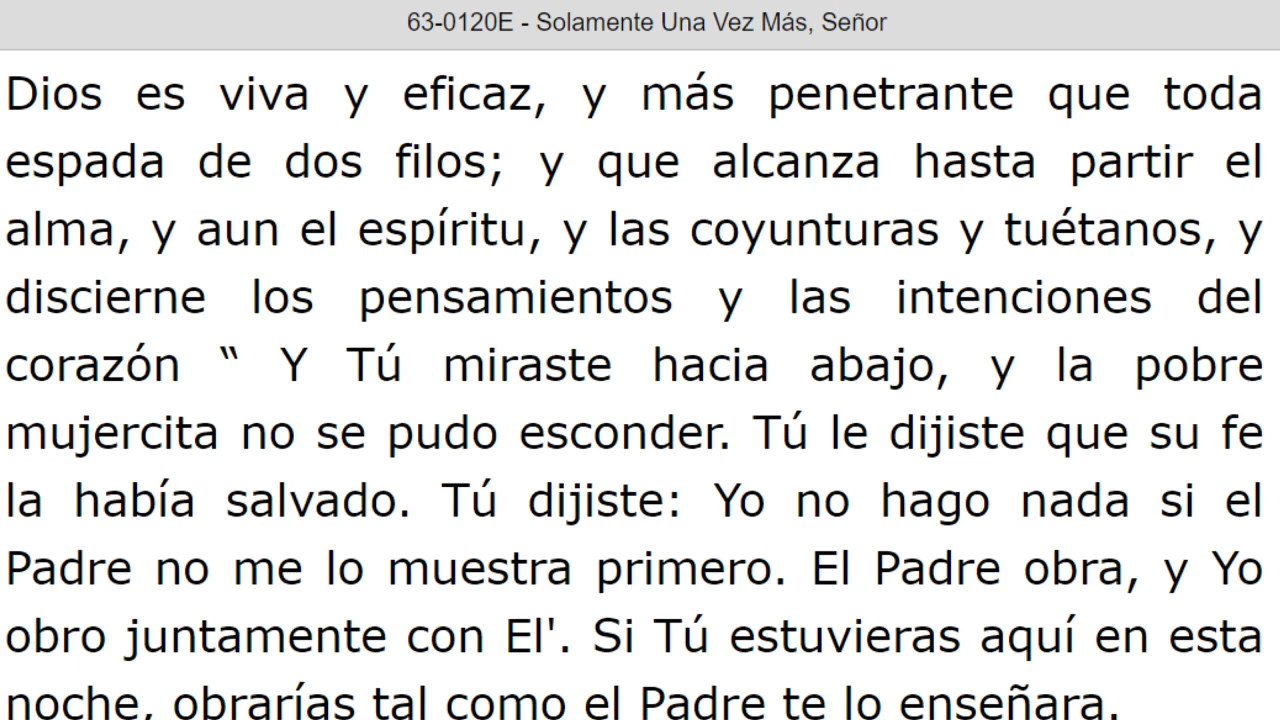 63-0120E - Solamente Una Vez Más, Señor
Dios es viva y eficaz, y más penetrante que toda
espada de dos filos; y que alcanza hasta partir el
alma, y aun el espíritu, y las coyunturas y tuétanos, y
discierne los pensamientos y las intenciones del
corazón “ Y Tú miraste hacia abajo, y la pobre
mujercita no se pudo esconder. Tú le dijiste que su fe
la había salvado. Tú dijiste: Yo no hago nada si el
Padre no me lo muestra primero. El Padre obra, y Yo
obro juntamente con El'. Si Tú estuvieras aquí en esta
noche, obrarías tal como el Padre te lo enseñara.